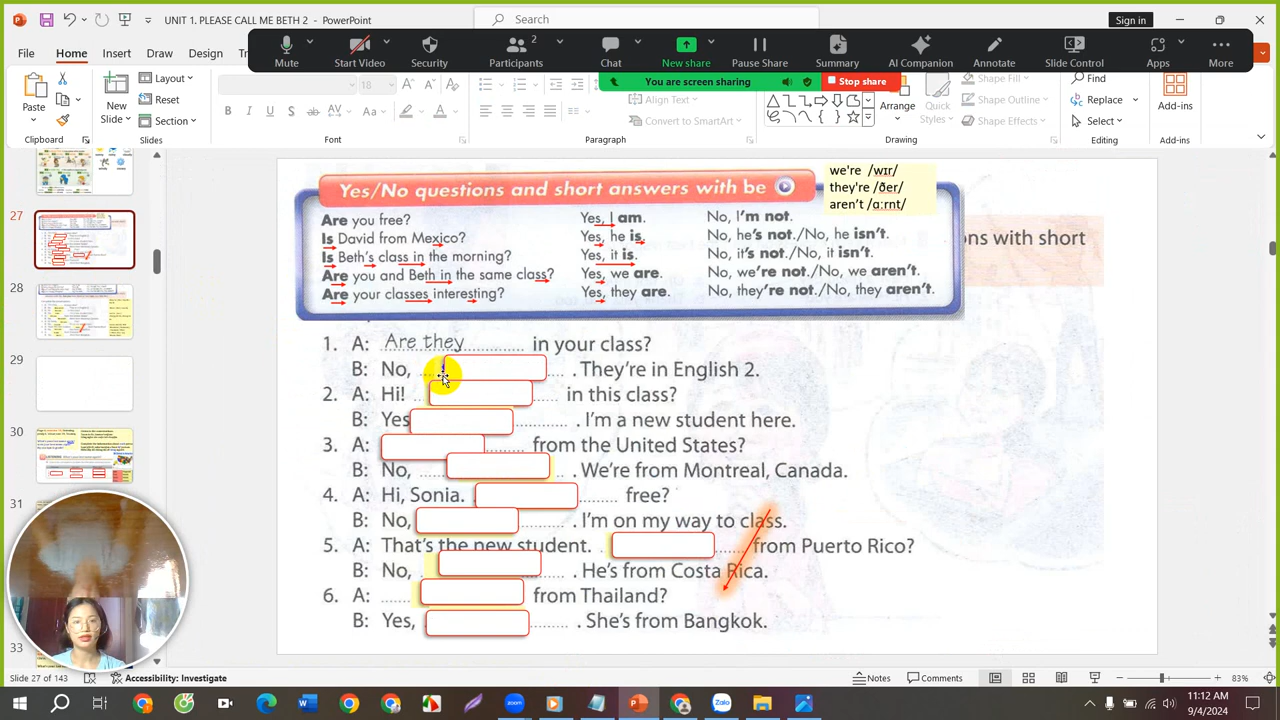 UNIT 1. PLEASE CALL ME BETH 2 - PowerPoint
Search
Sign in
File Home Insert Draw Design
Mute Start Video Security Participants 2 Chat New share Pause Share Summary AI Companion Annotate Slide Control Apps More
You are screen sharing Stop share
Paste
New Slide
Layout
Reset
Section
18
Align Text
Convert to SmartArt
Arrange
Quick Styles
Shape Fill
Shape Outline
Shape Effects
Find
Replace
Select
Add-ins
Clipboard Slides Font Paragraph Drawing Editing Add-ins
27
28
29
30
31
33
Yes/No questions and short answers with be
we're /wɪr/
they're /ðer/
aren't /ɑːrnt/
Are you free? Yes, I am. No, I'm not.
Is David from Mexico? Yes, he is. No, he's not./No, he isn't.
Is Beth's class in the morning? Yes, it is. No, it's not./No, it isn't.
Are you and Beth in the same class? Yes, we are. No, we're not./No, we aren't.
Are your classes interesting? Yes, they are. No, they're not./No, they aren't.
ons with short
1. A: Are they in your class?
B: No, . They're in English 2.
2. A: Hi! in this class?
B: Yes . I'm a new student here.
3. A: from the United States?
B: No, . We're from Montreal, Canada.
4. A: Hi, Sonia. free?
B: No, . I'm on my way to class.
5. A: That's the new student. from Puerto Rico?
B: No, . He's from Costa Rica.
6. A: from Thailand?
B: Yes, . She's from Bangkok.
Slide 27 of 143
Accessibility: Investigate
Notes
Comments
83%
zoom
Zalo
11:12 AM
9/4/2024